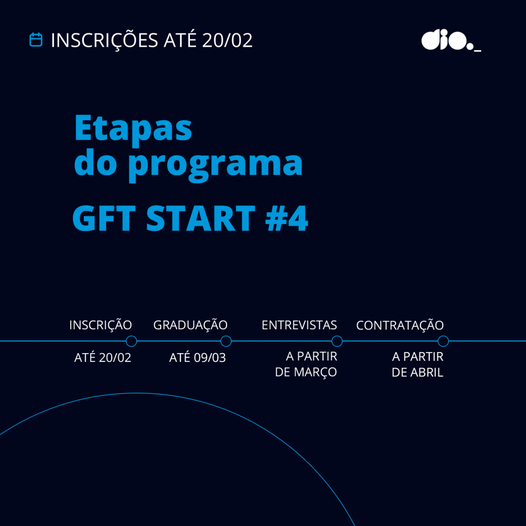 INSCRIÇÕES ATÉ 20/02
dio._
Etapas
do programa
GFT START #4
INSCRIÇÃO
GRADUAÇÃO
ENTREVISTAS
CONTRATAÇÃO
ATÉ 20/02
ATÉ 09/03
A PARTIR
DE MARÇO
A PARTIR
DE ABRIL